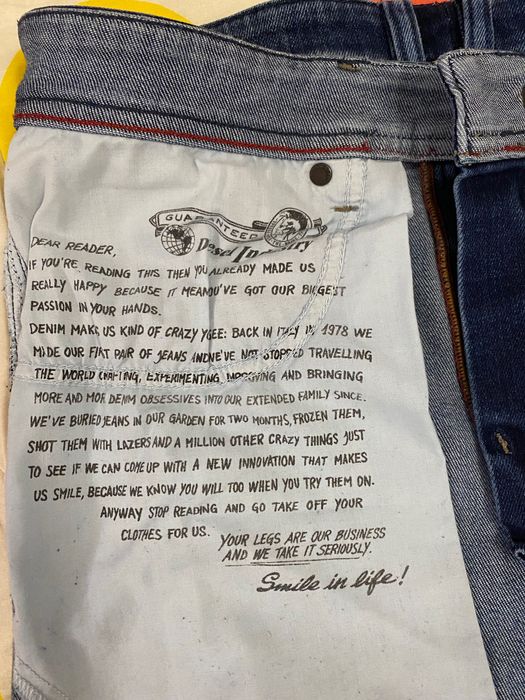 GUARANTEED
Diesel Industry
DEAR READER,
IF YOU'RE READING THIS THEN YOU ALREADY MADE US
REALLY HAPPY BECAUSE IT MEANOU'VE GOT OUR BIGGEST
PASSION IN YOUR HANDS.
DENIM MAKES US KIND OF CRAZY BACK IN ITALY IN 1978 WE
MADE OUR FIRST PAIR OF JEANS AND WE'VE NOT STOPPED TRAVELLING
THE WORLD CRAFTING, EXPERIMENTING, AND BRINGING
MORE AND MORE DENIM OBSESSIVES INTO OUR EXTENDED FAMILY SINCE.
WE'VE BURIED JEANS IN OUR GARDEN FOR TWO MONTHS, FROZEN THEM,
SHOT THEM WITH LAZERS AND A MILLION OTHER CRAZY THINGS JUST
TO SEE IF WE CAN COME UP WITH A NEW INNOVATION THAT MAKES
US SMILE, BECAUSE WE KNOW YOU WILL TOO WHEN YOU TRY THEM ON.
ANYWAY STOP READING AND GO TAKE OFF YOUR
CLOTHES FOR US.
YOUR LEGS ARE OUR BUSINESS
AND WE TAKE IT SERIOUSLY.
Smile in life!